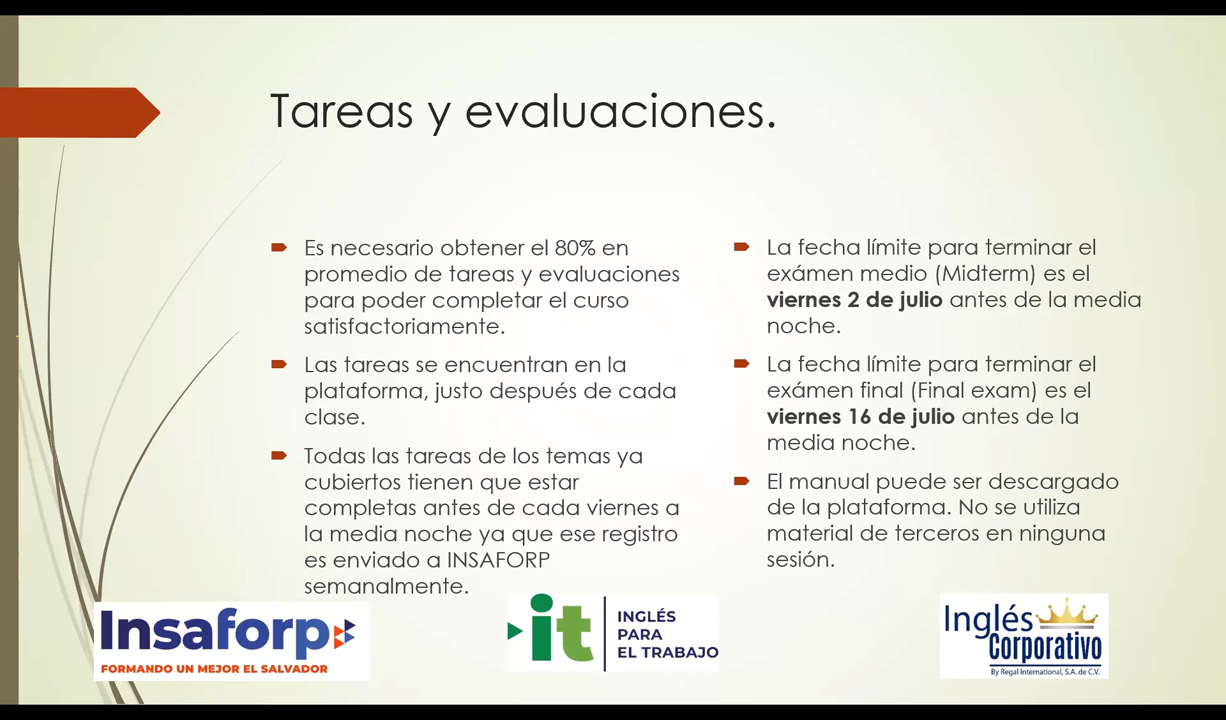 Tareas y evaluaciones.
Es necesario obtener el 80% en
promedio de tareas y evaluaciones
para poder completar el curso
satisfactoriamente.
Las tareas se encuentran en la
plataforma, justo después de cada
clase.
Todas las tareas de los temas ya
cubiertos tienen que estar
completas antes de cada viernes a
la media noche ya que ese registro
es enviado a INSAFORP
semanalmente.
La fecha límite para terminar el
exámen medio (Midterm) es el
viernes 2 de julio antes de la media
noche.
La fecha límite para terminar el
exámen final (Final exam) es el
viernes 16 de julio antes de la
media noche.
El manual puede ser descargado
de la plataforma. No se utiliza
material de terceros en ninguna
sesión.
Insaforp
FORMANDO UN MEJOR EL SALVADOR
it
INGLÉS
PARA
EL TRABAJO
Inglés
Corporativo
By Regal International, S.A. de C.V.